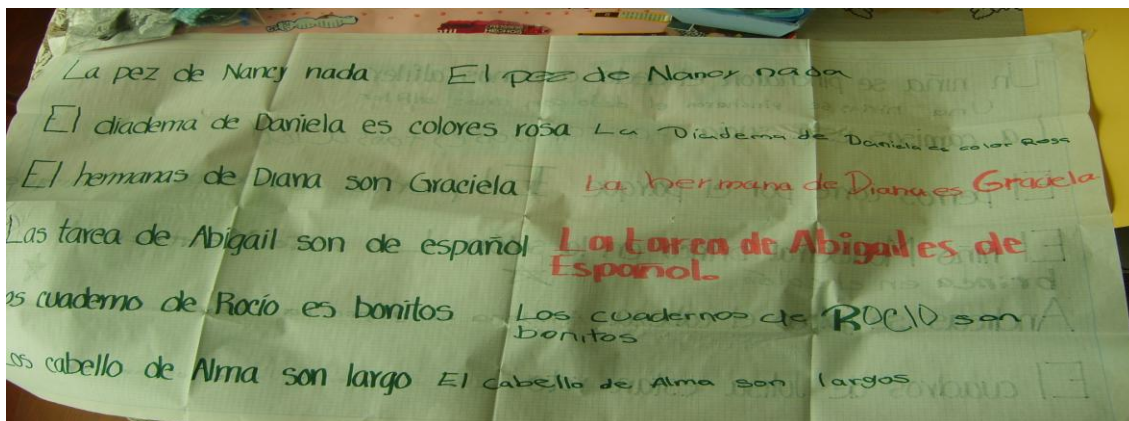 La pez de Nancy nada El pez de Nancy nada
El diadema de Daniela es colores rosa La Diadema de Daniela es color Rosa
El hermanas de Diana son Graciela La hermana de Diana es Graciela
Las tarea de Abigail son de español La tarea de Abigail es de
Español.
os cuaderno de Rocío es bonitos Los cuadernos de ROCIO son
bonitos
os cabello de Alma son largo El cabello de Alma son largos